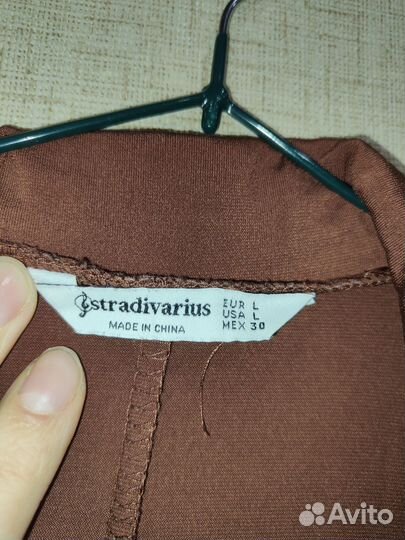 stradivarius
MADE IN CHINA
EUR L
USA L
MEX 30
Avito